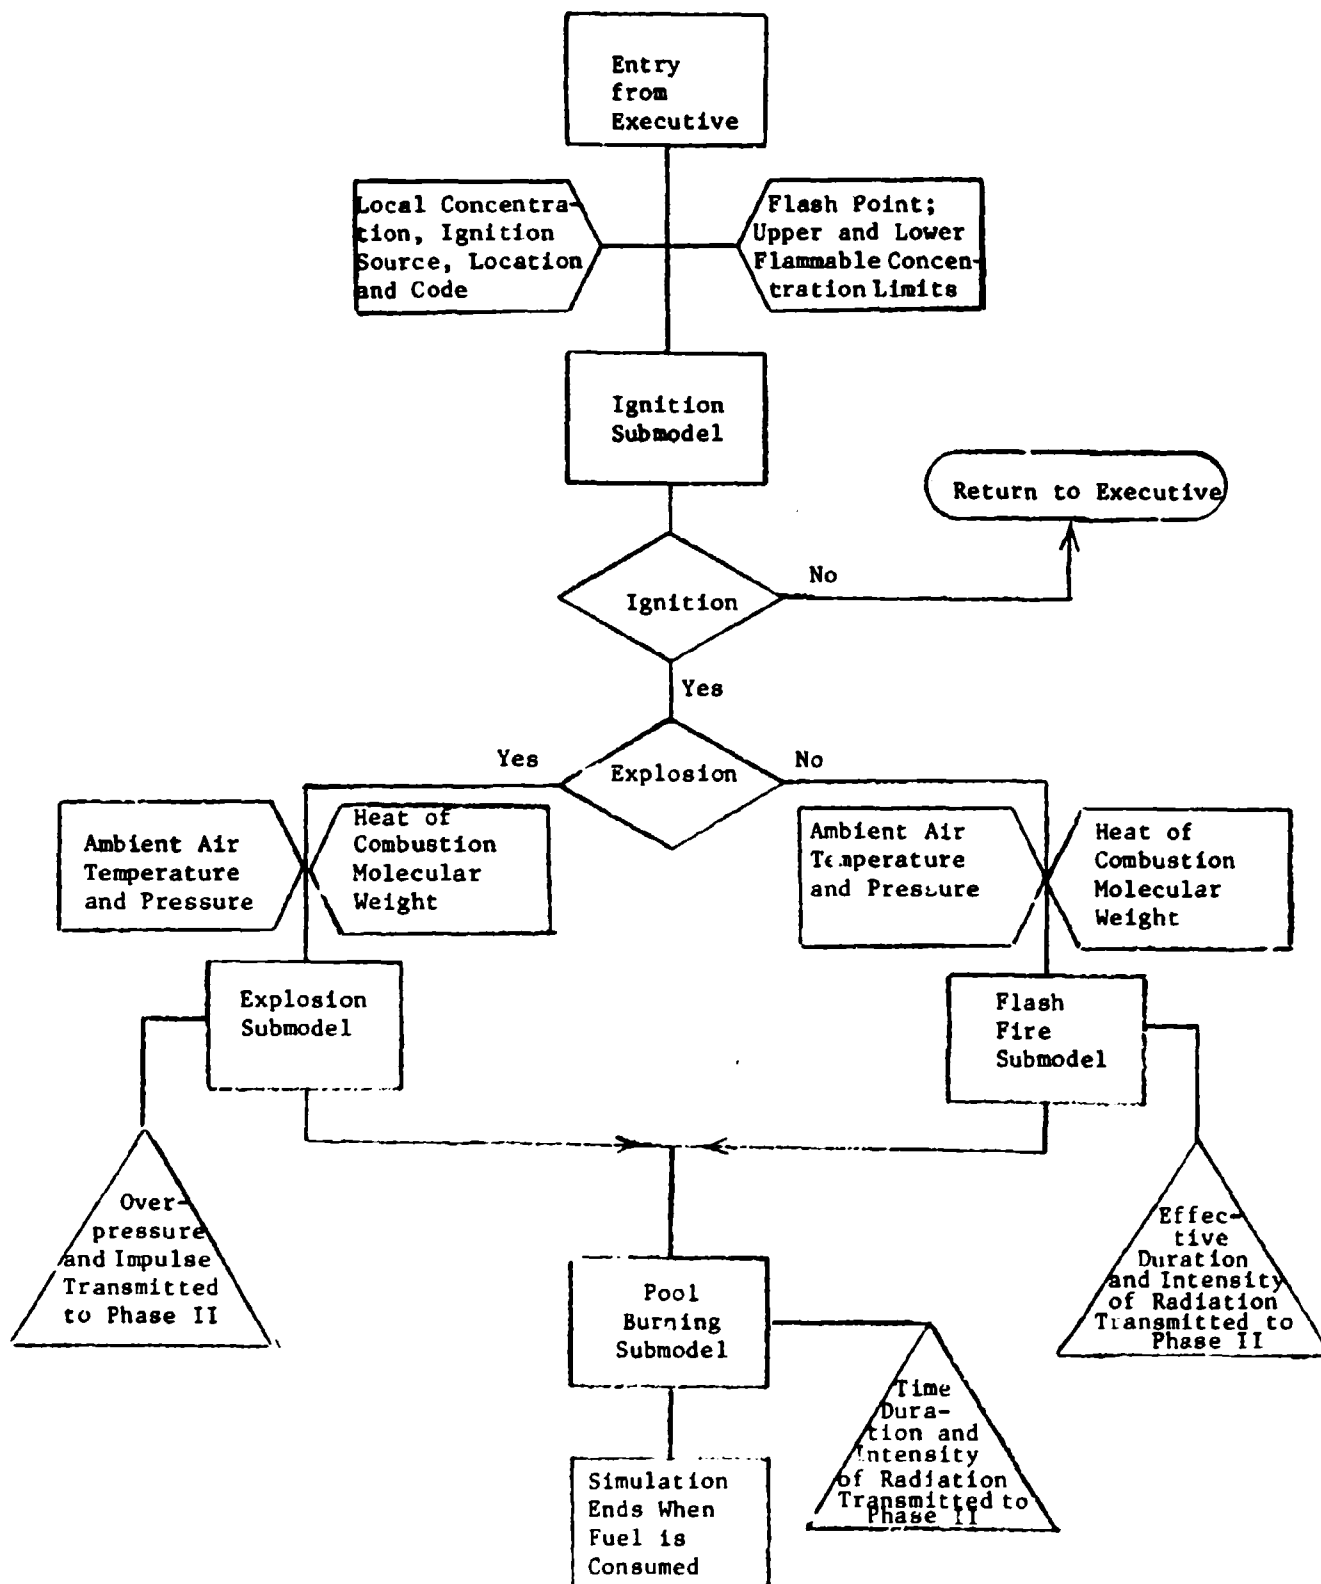 Entry
from
Executive
Local Concentra-
tion, Ignition
Source, Location
and Code
Flash Point;
Upper and Lower
Flammable Concen-
tration Limits
Ignition
Submodel
Return to Executive
Ignition
No
Yes
Explosion
Yes
No
Ambient Air
Temperature
and Pressure
Heat of
Combustion
Molecular
Weight
Ambient Air
Temperature
and Pressure
Heat of
Combustion
Molecular
Weight
Explosion
Submodel
Flash
Fire
Submodel
Over-
pressure
and Impulse
Transmitted
to Phase II
Effec-
tive
Duration
and Intensity
of Radiation
Transmitted to
Phase II
Pool
Burning
Submodel
Time
Dura-
tion and
Intensity
of Radiation
Transmitted to
Phase II
Simulation
Ends When
Fuel is
Consumed